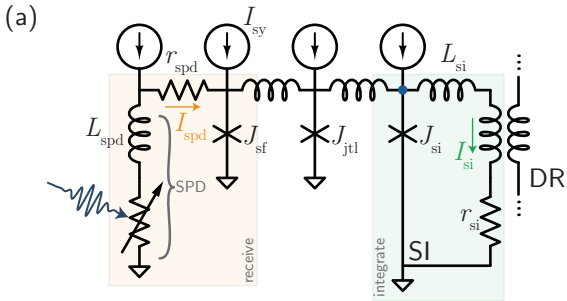 (a)
I_sy
r_spd
L_si
L_spd
I_spd
J_sf
J_jtl
J_si
I_si
SPD
DR
r_si
SI
receive
integrate